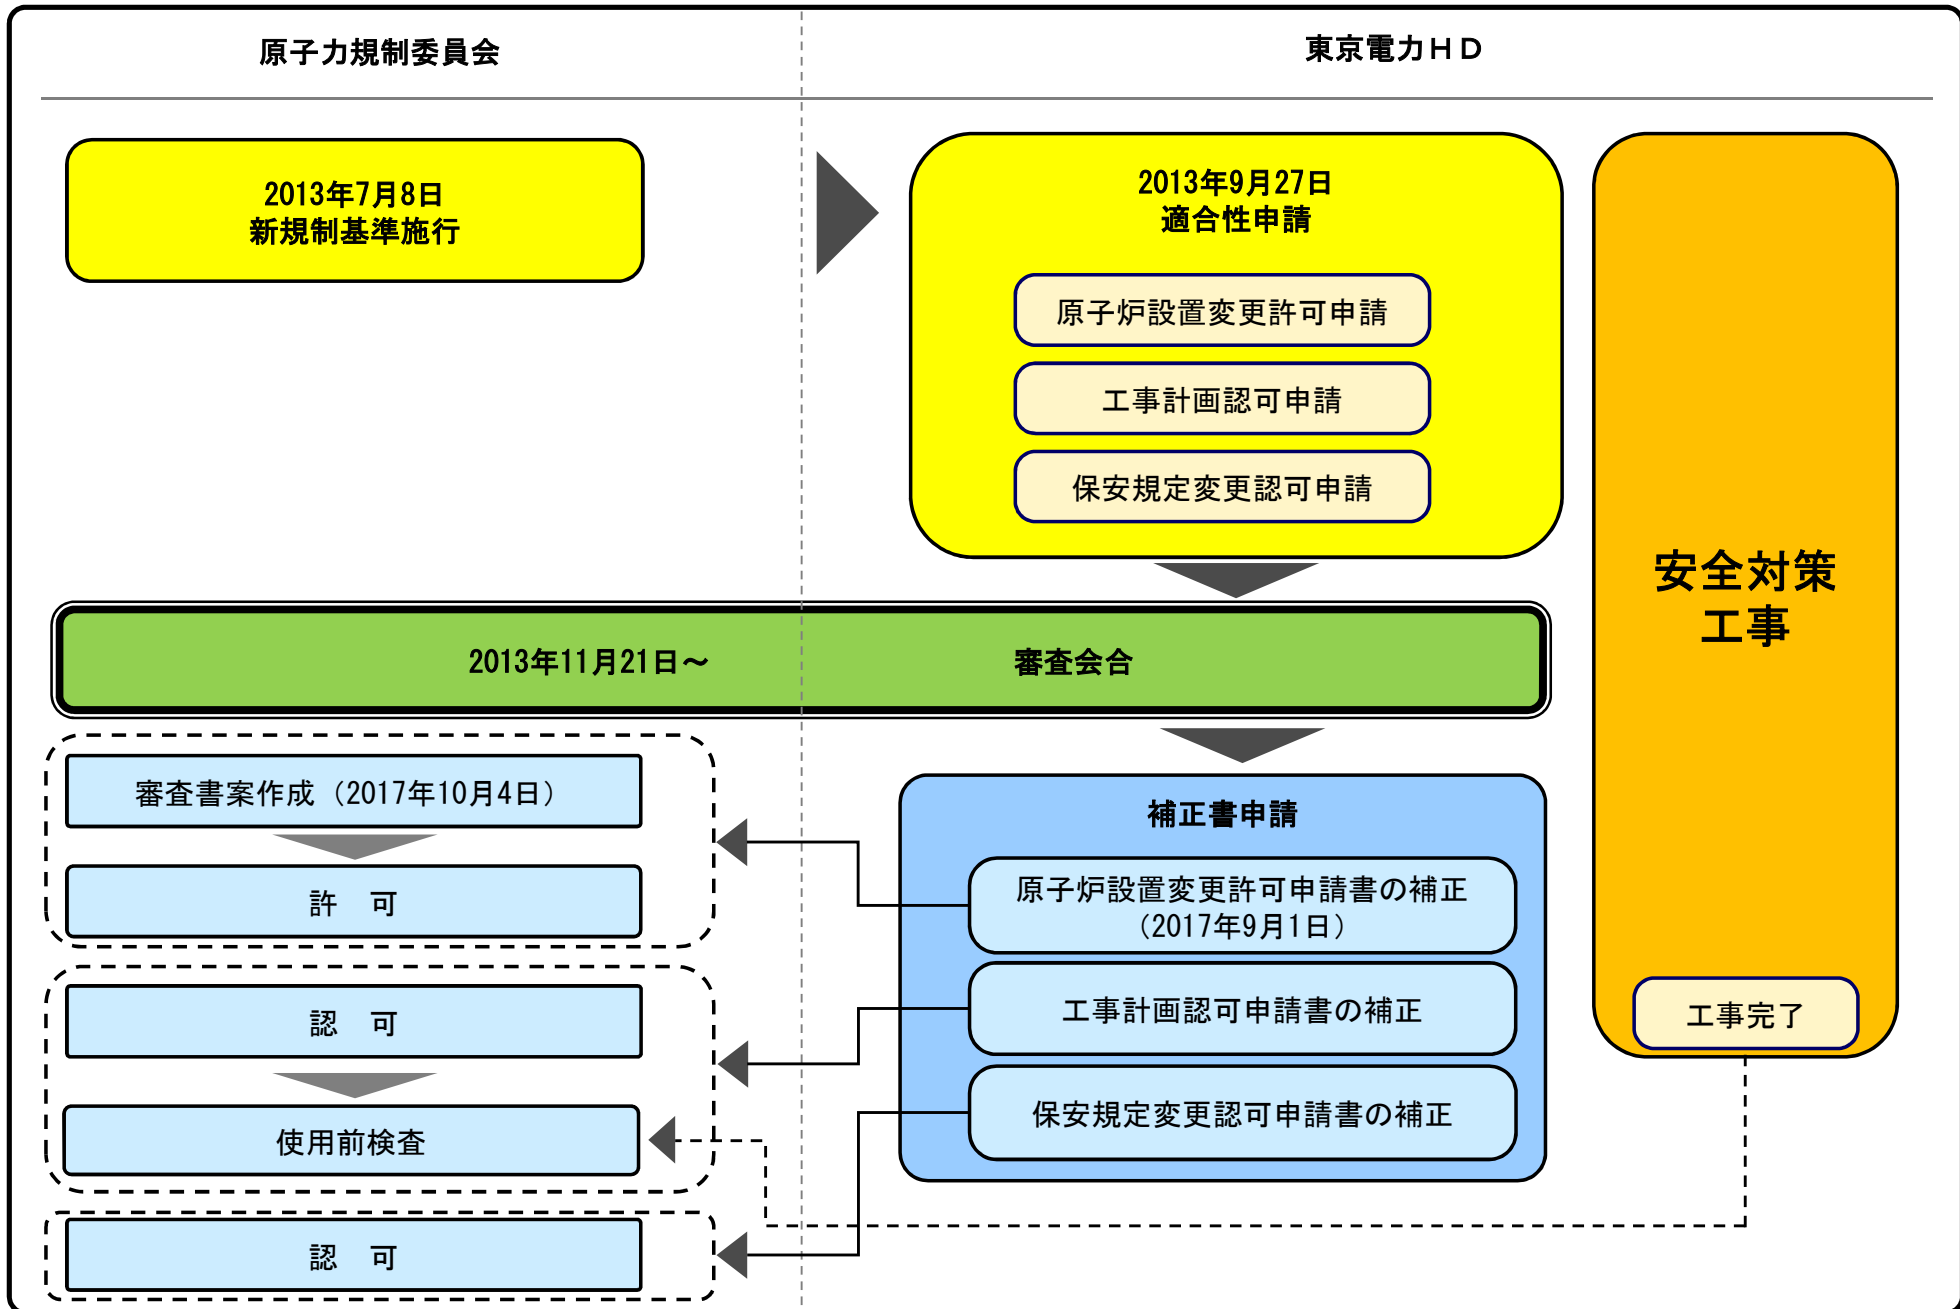 原子力規制委員会
東京電力ＨＤ
2013年7月8日
新規制基準施行
2013年9月27日
適合性申請
原子炉設置変更許可申請
工事計画認可申請
保安規定変更認可申請
安全対策
工事
2013年11月21日～　審査会合
審査書案作成（2017年10月4日）
許　可
認　可
使用前検査
認　可
補正書申請
原子炉設置変更許可申請書の補正
（2017年9月1日）
工事計画認可申請書の補正
保安規定変更認可申請書の補正
工事完了